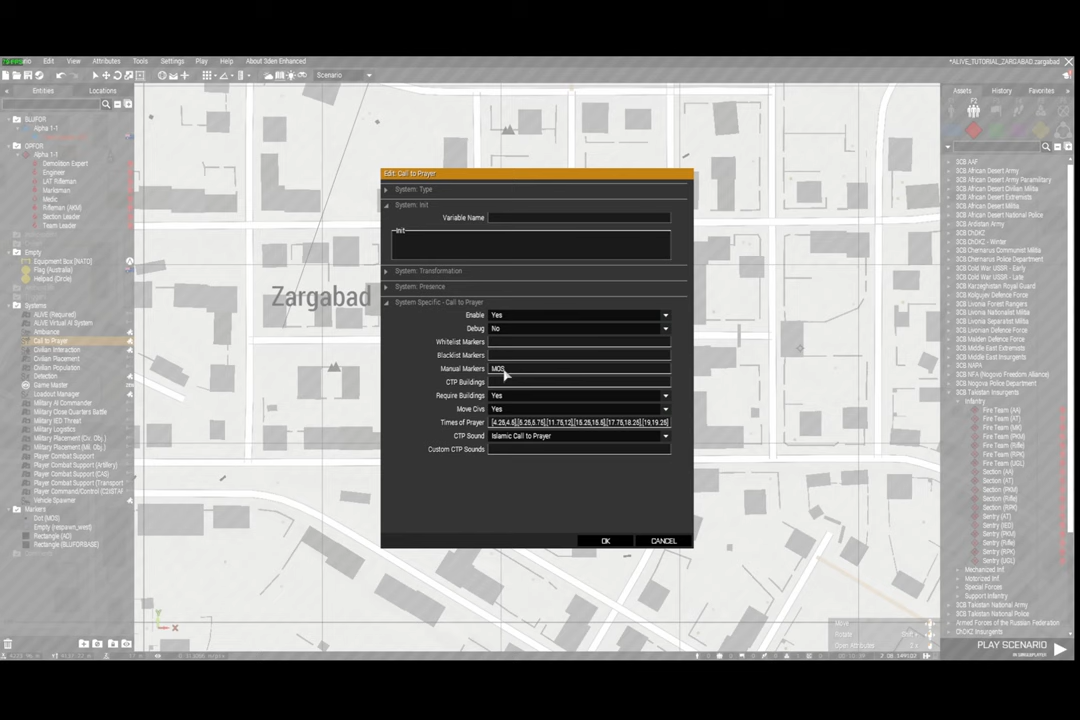 Edit View Attributes Tools Settings Play Help About 3den Enhanced
*ALIVE_TUTORIAL_ZARGABAD.zargabad
Scenario
Entities Locations
Assets History Favorites
F2
BLUFOR
Alpha 1-1
OPFOR
Alpha 1-1
Demolition Expert
Engineer
LAT Rifleman
Marksman
Medic
Rifleman (AKM)
Section Leader
Team Leader
Empty
Equipment Box [NATO]
Flag (Australia)
Helipad (Circle)
Systems
ALiVE (Required)
ALiVE Virtual AI System
Ambiance
Call to Prayer
Civilian Interaction
Civilian Placement
Civilian Population
Detection
Game Master
Loadout Manager
Military AI Commander
Military Close Quarters Battle
Military IED Threat
Military Logistics
Military Placement (Civ. Obj.)
Military Placement (Mil. Obj.)
Player Combat Support
Player Combat Support (Artillery)
Player Combat Support (CAS)
Player Combat Support (Transport
Player Command/Control (C2ISTAR
Vehicle Spawner
Markers
Dot (MOS)
Empty (respawn_west)
Rectangle (AO)
Rectangle (BLUFORBASE)
Zargabad
Edit: Call to Prayer
System: Type
System: Init
Variable Name
Init
System: Transformation
System: Presence
System Specific - Call to Prayer
Enable Yes
Debug No
Whitelist Markers
Blacklist Markers
Manual Markers MOS
CTP Buildings
Require Buildings Yes
Move Civs Yes
Times of Prayer [4.25,4.5],[5.25,5.75],[11.75,12],[15.25,15.5],[17.75,18.25],[19,19.25]
CTP Sound Islamic Call to Prayer
Custom CTP Sounds
OK CANCEL
3CB AAF
3CB African Desert Army
3CB African Desert Army Paramilitary
3CB African Desert Civilian Militia
3CB African Desert Extremists
3CB African Desert Militia
3CB African Desert National Police
3CB Ardistan Army
3CB ChDKZ
3CB ChDKZ - Winter
3CB Chernarus Communist Militia
3CB Chernarus Police Department
3CB Cold War USSR - Early
3CB Cold War USSR - Late
3CB Karzeghistan Royal Guard
3CB Kolgujev Defence Force
3CB Livonia Forest Rangers
3CB Livonia Nationalist Militia
3CB Livonia Separatist Militia
3CB Livonian Defense Force
3CB Malden Defence Force
3CB Middle East Extremists
3CB Middle East Insurgents
3CB NAPA
3CB NFA (Nogovo Freedom Alliance)
3CB Nogova Police Department
3CB Takistan Insurgents
Infantry
Fire Team (AA)
Fire Team (AT)
Fire Team (MK)
Fire Team (PKM)
Fire Team (Rifle)
Fire Team (RPK)
Fire Team (UGL)
Section (AA)
Section (AT)
Section (PKM)
Section (Rifle)
Section (RPK)
Sentry (AT)
Sentry (IED)
Sentry (PKM)
Sentry (Rifle)
Sentry (RPK)
Sentry (UGL)
Mechanized Inf
Motorized Inf
Special Forces
Support Infantry
3CB Takistan National Army
3CB Takistan National Police
Armed Forces of the Russian Federation
ChDKZ Insurgents
Move
Rotate
Open Attributes
PLAY SCENARIO
IN SINGLEPLAYER